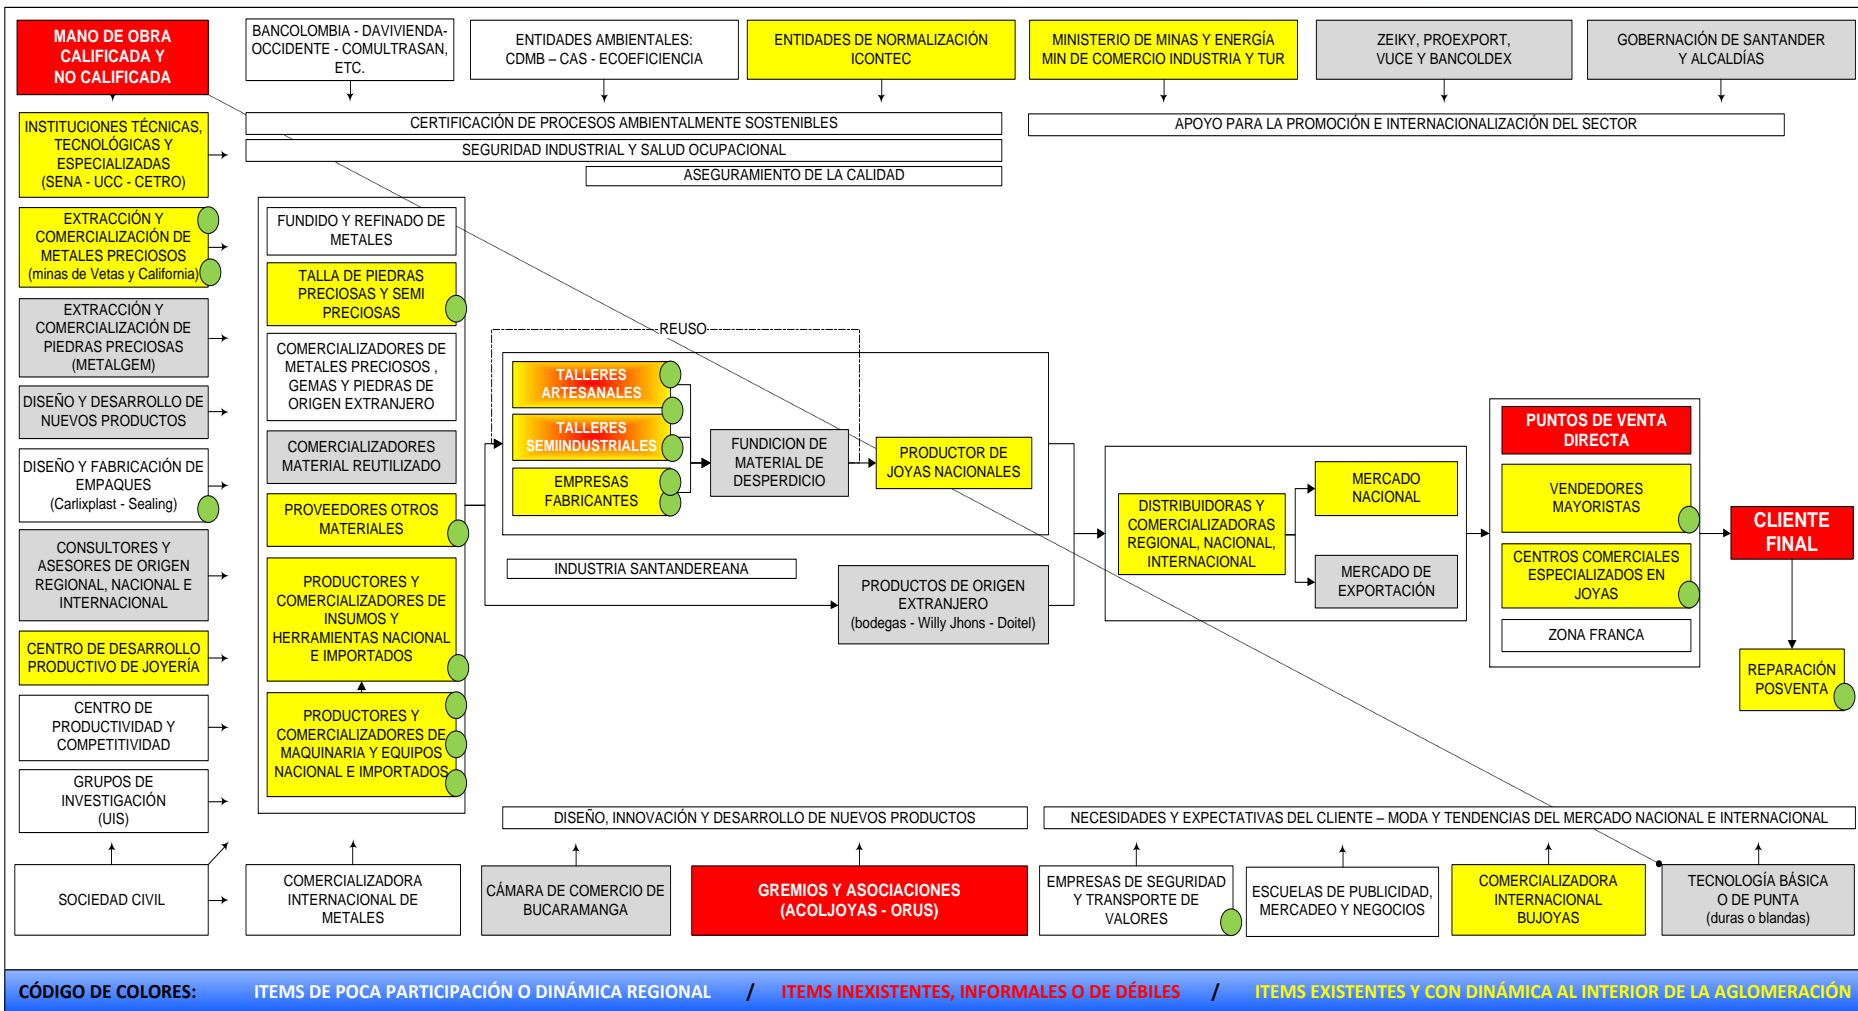 MANO DE OBRA
CALIFICADA Y
NO CALIFICADA
BANCOLOMBIA - DAVIVIENDA-
OCCIDENTE - COMULTRASAN,
ETC.
ENTIDADES AMBIENTALES:
CDMB – CAS - ECOEFICIENCIA
ENTIDADES DE NORMALIZACIÓN
ICONTEC
MINISTERIO DE MINAS Y ENERGÍA
MIN DE COMERCIO INDUSTRIA Y TUR
ZEIKY, PROEXPORT,
VUCE Y BANCOLDEX
GOBERNACIÓN DE SANTANDER
Y ALCALDÍAS
CERTIFICACIÓN DE PROCESOS AMBIENTALMENTE SOSTENIBLES
APOYO PARA LA PROMOCIÓN E INTERNACIONALIZACIÓN DEL SECTOR
SEGURIDAD INDUSTRIAL Y SALUD OCUPACIONAL
ASEGURAMIENTO DE LA CALIDAD
INSTITUCIONES TÉCNICAS,
TECNOLÓGICAS Y
ESPECIALIZADAS
(SENA - UCC - CETRO)
EXTRACCIÓN Y
COMERCIALIZACIÓN DE
METALES PRECIOSOS
(minas de Vetas y California)
EXTRACCIÓN Y
COMERCIALIZACIÓN DE
PIEDRAS PRECIOSAS
(METALGEM)
DISEÑO Y DESARROLLO DE
NUEVOS PRODUCTOS
DISEÑO Y FABRICACIÓN DE
EMPAQUES
(Carlixplast - Sealing)
CONSULTORES Y
ASESORES DE ORIGEN
REGIONAL, NACIONAL E
INTERNACIONAL
CENTRO DE DESARROLLO
PRODUCTIVO DE JOYERÍA
CENTRO DE
PRODUCTIVIDAD Y
COMPETITIVIDAD
GRUPOS DE
INVESTIGACIÓN
(UIS)
FUNDIDO Y REFINADO DE
METALES
TALLA DE PIEDRAS
PRECIOSAS Y SEMI
PRECIOSAS
COMERCIALIZADORES DE
METALES PRECIOSOS ,
GEMAS Y PIEDRAS DE
ORIGEN EXTRANJERO
COMERCIALIZADORES
MATERIAL REUTILIZADO
PROVEEDORES OTROS
MATERIALES
PRODUCTORES Y
COMERCIALIZADORES DE
INSUMOS Y
HERRAMIENTAS NACIONAL
E IMPORTADOS
PRODUCTORES Y
COMERCIALIZADORES DE
MAQUINARIA Y EQUIPOS
NACIONAL E IMPORTADOS
REUSO
TALLERES
ARTESANALES
TALLERES
SEMIINDUSTRIALES
EMPRESAS
FABRICANTES
FUNDICION DE
MATERIAL DE
DESPERDICIO
PRODUCTOR DE
JOYAS NACIONALES
INDUSTRIA SANTANDEREANA
PRODUCTOS DE ORIGEN
EXTRANJERO
(bodegas - Willy Jhons - Doitel)
DISTRIBUIDORAS Y
COMERCIALIZADORAS
REGIONAL, NACIONAL,
INTERNACIONAL
MERCADO
NACIONAL
MERCADO DE
EXPORTACIÓN
PUNTOS DE VENTA
DIRECTA
VENDEDORES
MAYORISTAS
CENTROS COMERCIALES
ESPECIALIZADOS EN
JOYAS
ZONA FRANCA
CLIENTE
FINAL
REPARACIÓN
POSVENTA
DISEÑO, INNOVACIÓN Y DESARROLLO DE NUEVOS PRODUCTOS
NECESIDADES Y EXPECTATIVAS DEL CLIENTE – MODA Y TENDENCIAS DEL MERCADO NACIONAL E INTERNACIONAL
SOCIEDAD CIVIL
COMERCIALIZADORA
INTERNACIONAL DE
METALES
CÁMARA DE COMERCIO DE
BUCARAMANGA
GREMIOS Y ASOCIACIONES
(ACOLJOYAS - ORUS)
EMPRESAS DE SEGURIDAD
Y TRANSPORTE DE
VALORES
ESCUELAS DE PUBLICIDAD,
MERCADEO Y NEGOCIOS
COMERCIALIZADORA
INTERNACIONAL
BUJOYAS
TECNOLOGÍA BÁSICA
O DE PUNTA
(duras o blandas)
CÓDIGO DE COLORES: ITEMS DE POCA PARTICIPACIÓN O DINÁMICA REGIONAL / ITEMS INEXISTENTES, INFORMALES O DE DÉBILES / ITEMS EXISTENTES Y CON DINÁMICA AL INTERIOR DE LA AGLOMERACIÓN